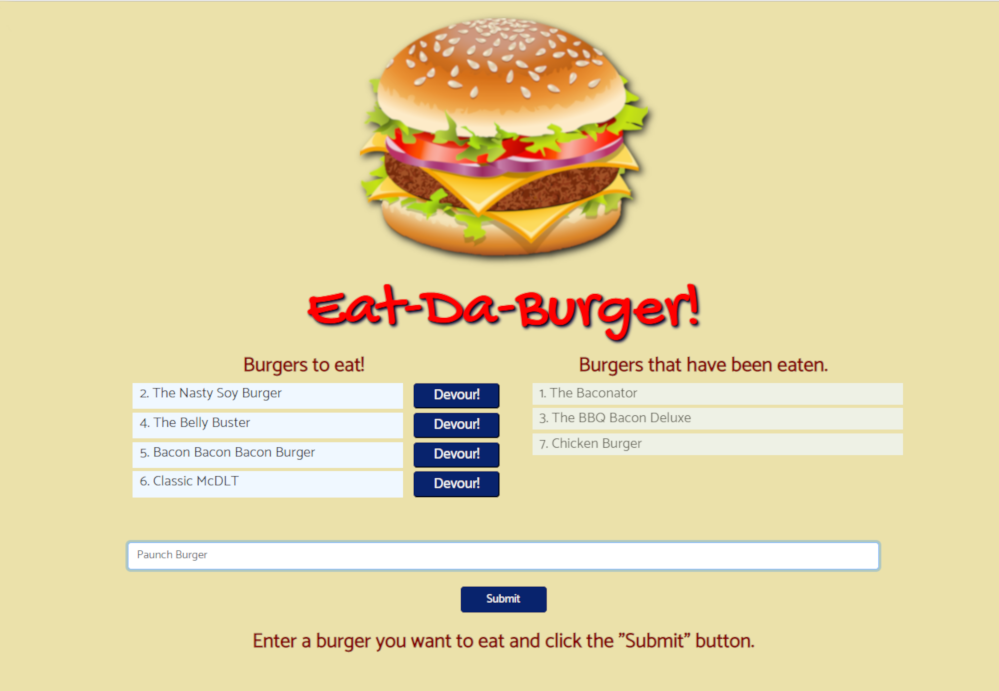 Eat-Da-Burger!
Burgers to eat!
2. The Nasty Soy Burger Devour!
4. The Belly Buster Devour!
5. Bacon Bacon Bacon Burger Devour!
6. Classic McDLT Devour!
Burgers that have been eaten.
1. The Baconator
3. The BBQ Bacon Deluxe
7. Chicken Burger
Paunch Burger
Submit
Enter a burger you want to eat and click the ”Submit” button.